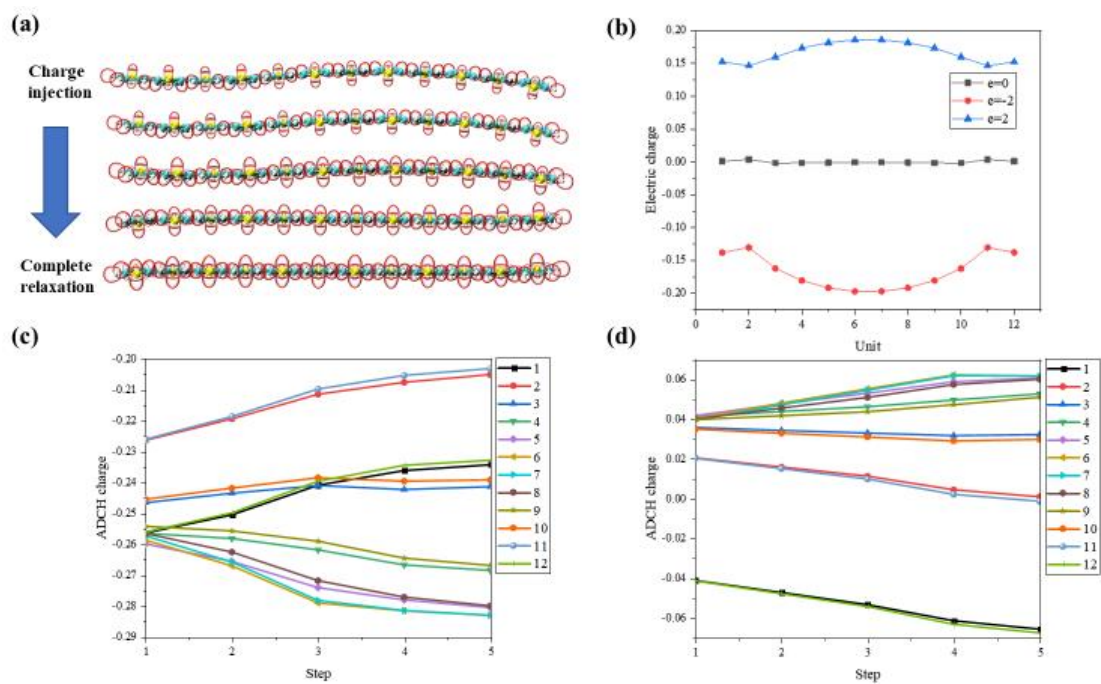 (a)
Charge
injection
Complete
relaxation
(b)
0.20
0.15
0.10
0.05
0.00
-0.05
-0.10
-0.15
-0.20
Electric charge
e=0
e=-2
e=2
0 2 4 6 8 10 12
Unit
(c)
-0.20
-0.21
-0.22
-0.23
-0.24
-0.25
-0.26
-0.27
-0.28
-0.29
ADCH charge
1
2
3
4
5
6
7
8
9
10
11
12
1 2 3 4 5
Step
(d)
0.06
0.04
0.02
0.00
-0.04
-0.06
ADCH charge
1
2
3
4
5
6
7
8
9
10
11
12
1 2 3 4 5
Step